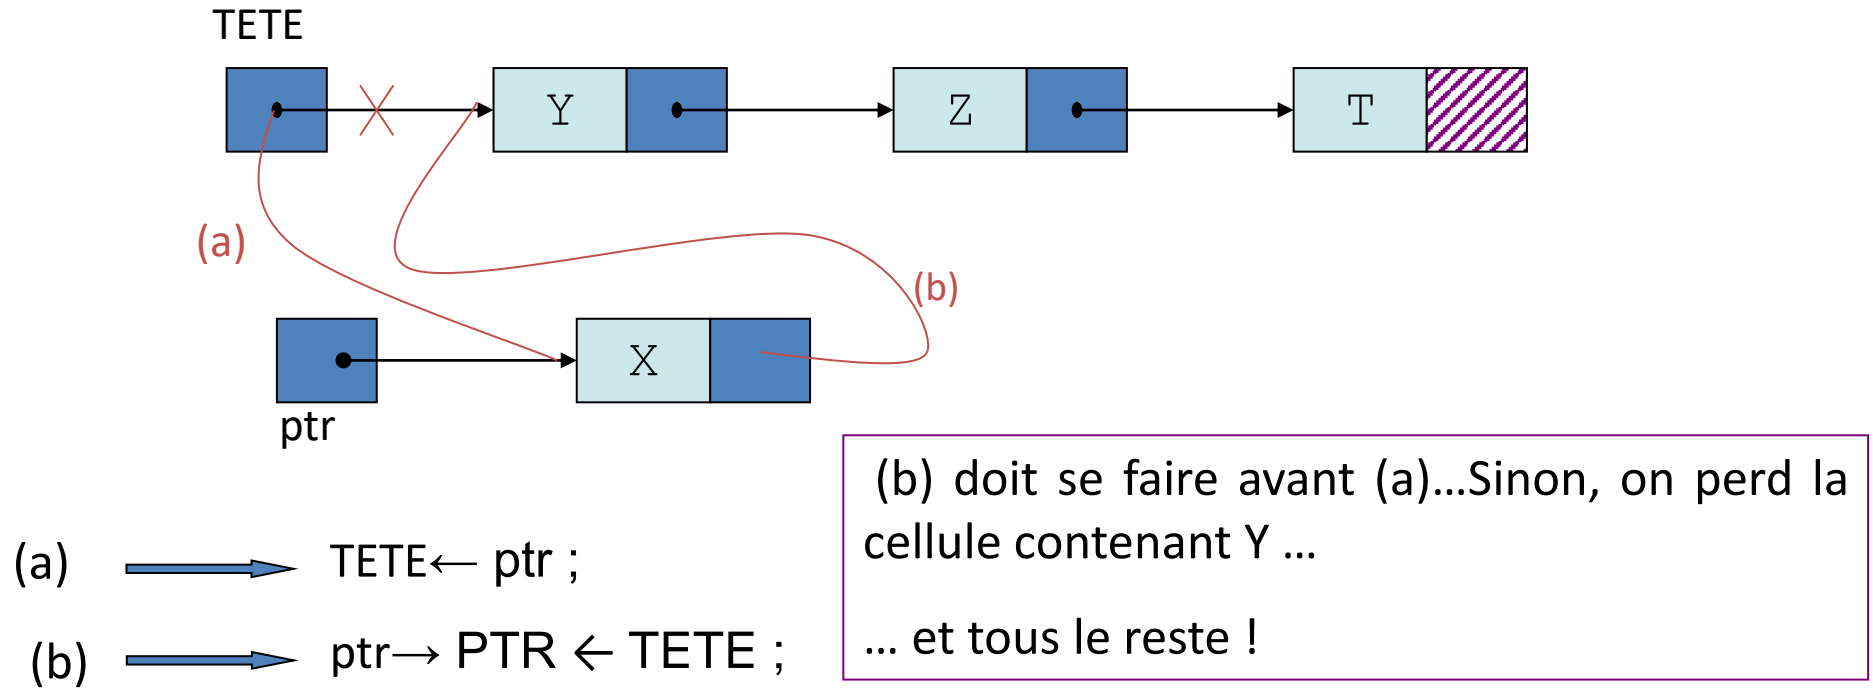 TETE
Y
Z
T
(a)
(b)
X
ptr
(b) doit se faire avant (a)...Sinon, on perd la
cellule contenant Y ...
... et tous le reste !
(a) TETE← ptr ;
(b) ptr→ PTR ← TETE ;